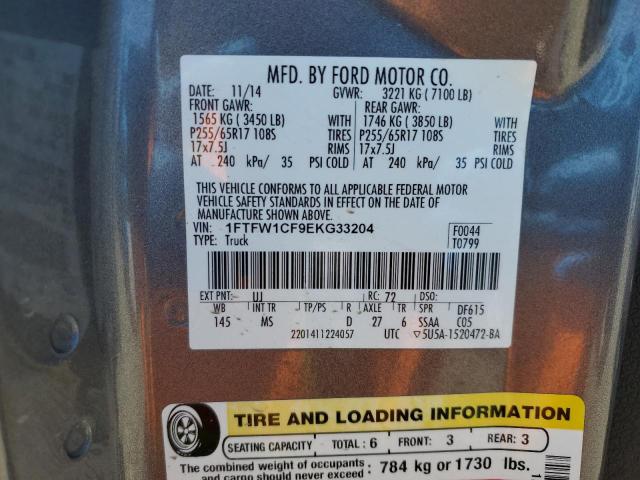 MFD. BY FORD MOTOR CO.
DATE: 11/14 GVWR: 3221 KG ( 7100 LB)
FRONT GAWR: REAR GAWR:
1565 KG ( 3450 LB) WITH 1746 KG ( 3850 LB) WITH
P255/65R17 108S TIRES P255/65R17 108S TIRES
17x7.5J RIMS 17x7.5J RIMS
AT 240 kPa/ 35 PSI COLD AT 240 kPa/ 35 PSI COLD
THIS VEHICLE CONFORMS TO ALL APPLICABLE FEDERAL MOTOR
VEHICLE SAFETY STANDARDS IN EFFECT ON THE DATE OF
MANUFACTURE SHOWN ABOVE.
VIN: 1FTFW1CF9EKG33204 F0044
TYPE: Truck T0799
EXT PNT: UJ RC: 72 DSO:
WB INT TR TP/PS R AXLE TR SPR DF615
145 MS D 27 6 SSAA C05
2201411224057 UTC ▽5U5A-1520472-BA
TIRE AND LOADING INFORMATION
SEATING CAPACITY TOTAL : 6 FRONT: 3 REAR: 3
The combined weight of occupants
and cargo should never exceed: 784 kg or 1730 lbs.